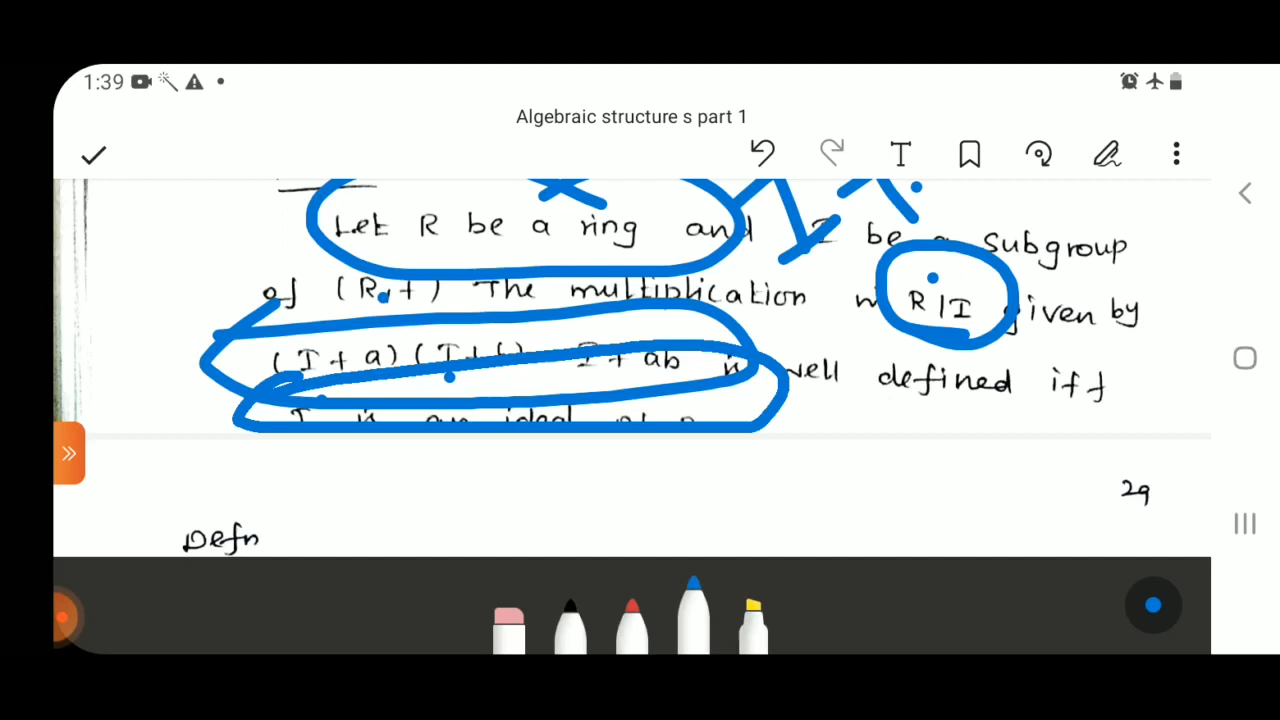 1:39
Algebraic structure s part 1
T
Let R be a ring and I be a subgroup
of (R,+) The multiplication in R/I given by
(I + a) (I + b) = I + ab is well defined iff
I is an ideal of R
29
Defn